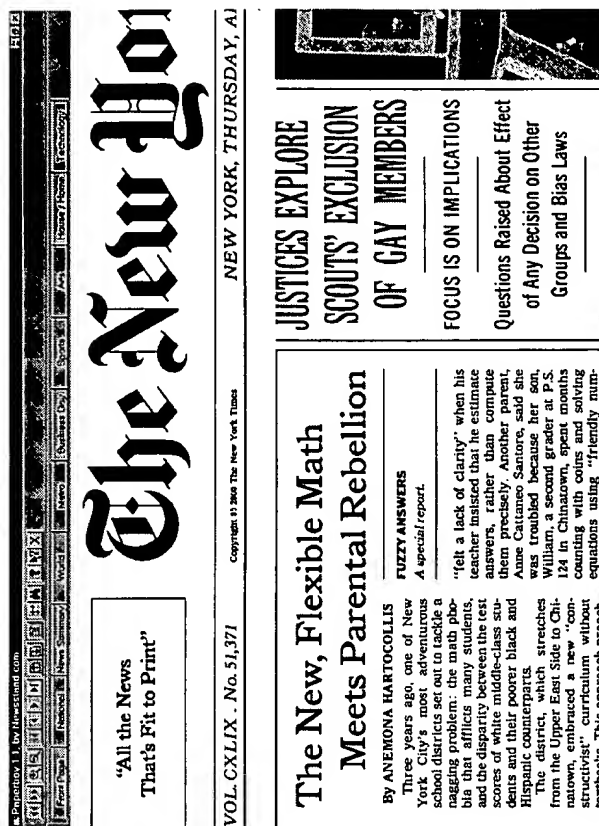 Paperboy 1.1, by Newsstand.com
Front Page National News Summary World Metro Business Day Sports Arts House / Home Technology
"All the News
That's Fit to Print"
The New Yor
VOL. CXLIX . No. 51,371
Copyright © 2000 The New York Times
NEW YORK, THURSDAY, A
The New, Flexible Math
Meets Parental Rebellion
By ANEMONA HARTOCOLLIS
Three years ago, one of New
York City's most adventurous
school districts set out to tackle a
nagging problem: the math pho-
bia that afflicts many students,
and the disparity between the test
scores of white middle-class stu-
dents and their poorer black and
Hispanic counterparts.
The district, which stretches
from the Upper East Side to Chi-
natown, embraced a new "con-
structivist" curriculum without
textbooks. This approach
FUZZY ANSWERS
A special report.
"felt a lack of clarity" when his
teacher insisted that he estimate
answers, rather than compute
them precisely. Another parent,
Anne Cattaneo Santore, said she
was troubled because her son,
William, a second grader at P.S.
124 in Chinatown, spent months
counting with coins and solving
equations using "friendly num-
JUSTICES EXPLORE
SCOUTS' EXCLUSION
OF GAY MEMBERS
FOCUS IS ON IMPLICATIONS
Questions Raised About Effect
of Any Decision on Other
Groups and Bias Laws